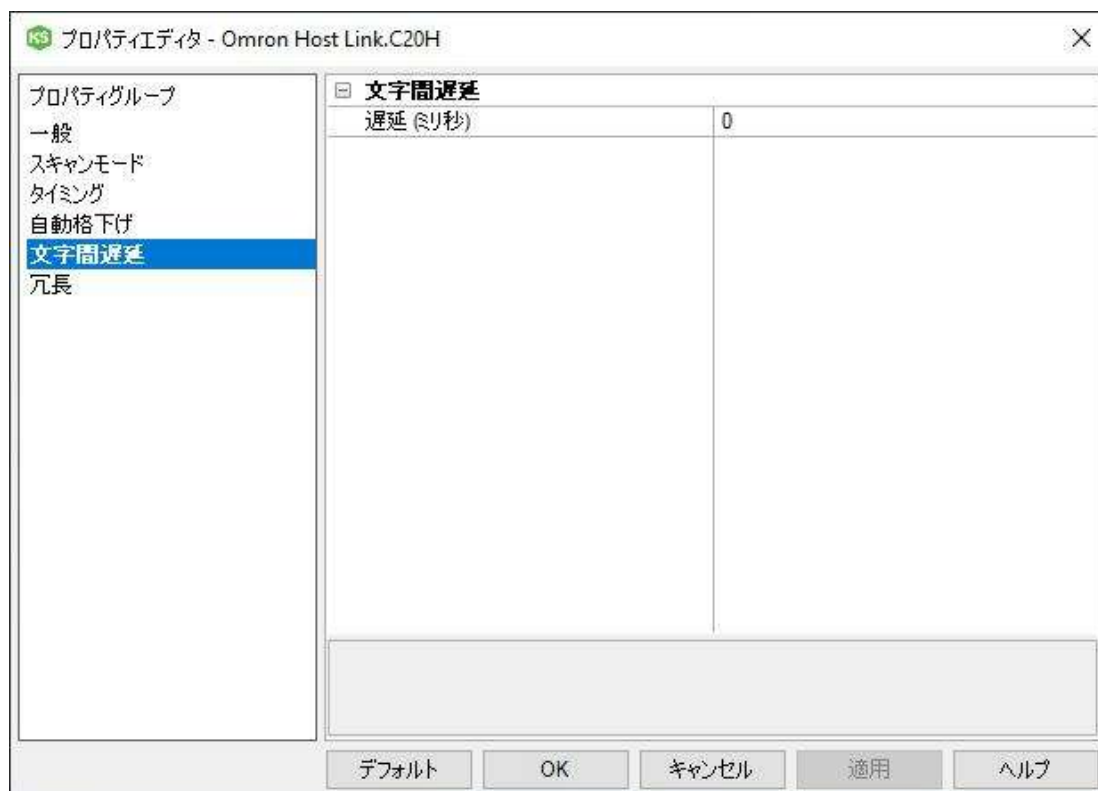 KS プロパティエディタ - Omron Host Link.C20H
プロパティグループ
一般
スキャンモード
タイミング
自動格下げ
文字間遅延
冗長
文字間遅延
遅延 (ミリ秒) 0
デフォルト OK キャンセル 適用 ヘルプ